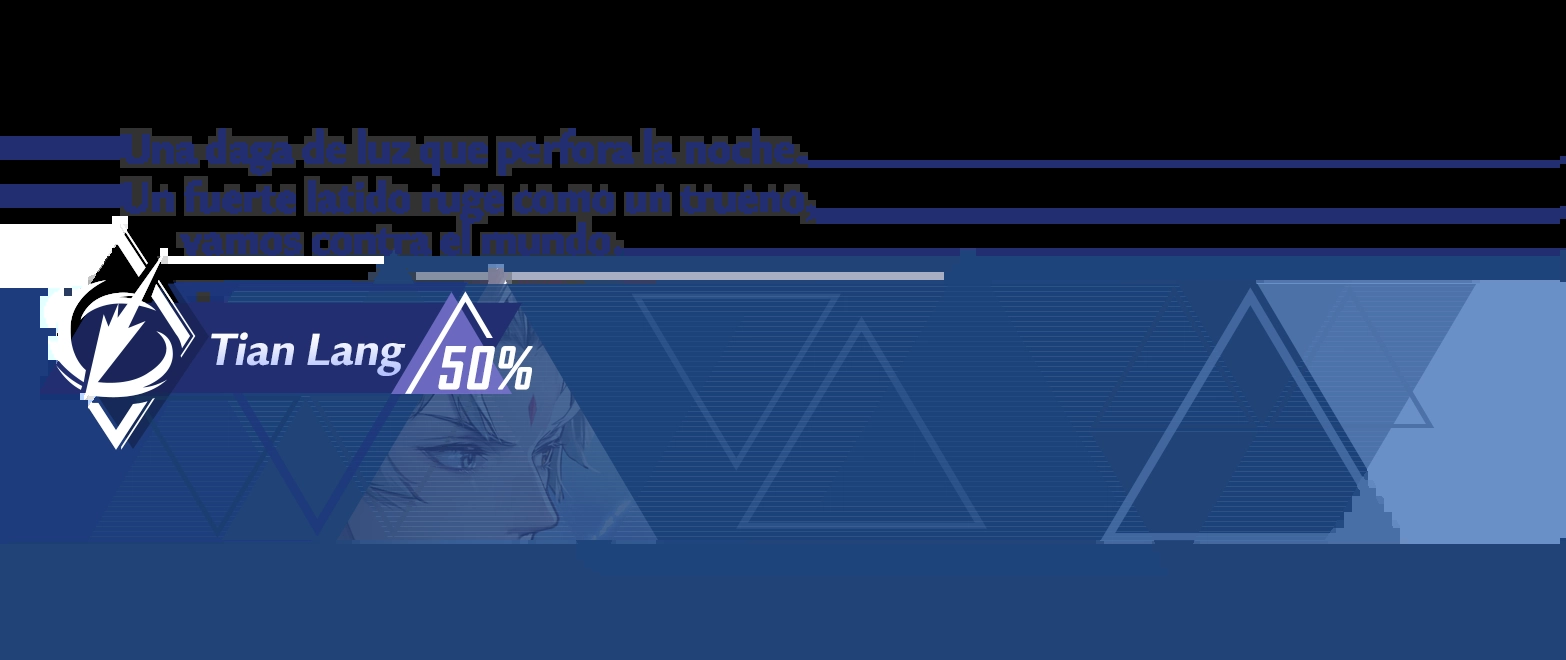 Una daga de luz que perfora la noche.
Un fuerte latido ruge como un trueno,
vamos contra el mundo.
Tian Lang
50%